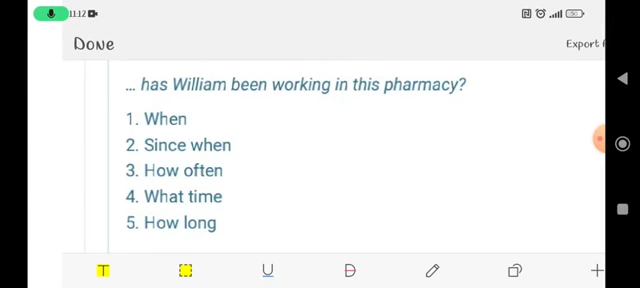 11:12
Done
Export
... has William been working in this pharmacy?
1. When
2. Since when
3. How often
4. What time
5. How long
T
U
D